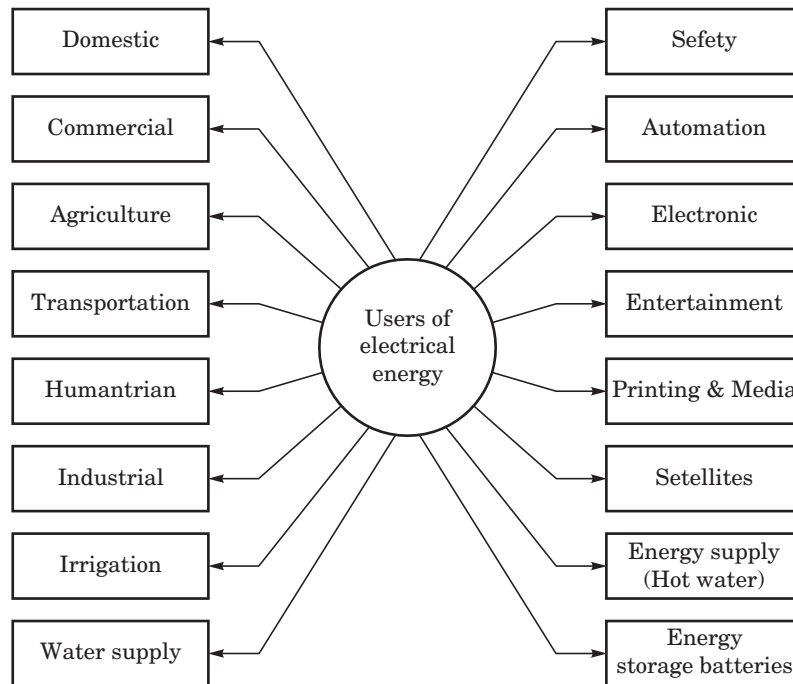 Domestic
Commercial
Agriculture
Transportation
Humantrian
Industrial
Irrigation
Water supply
Users of
electrical
energy
Sefety
Automation
Electronic
Entertainment
Printing & Media
Setellites
Energy supply
(Hot water)
Energy
storage batteries